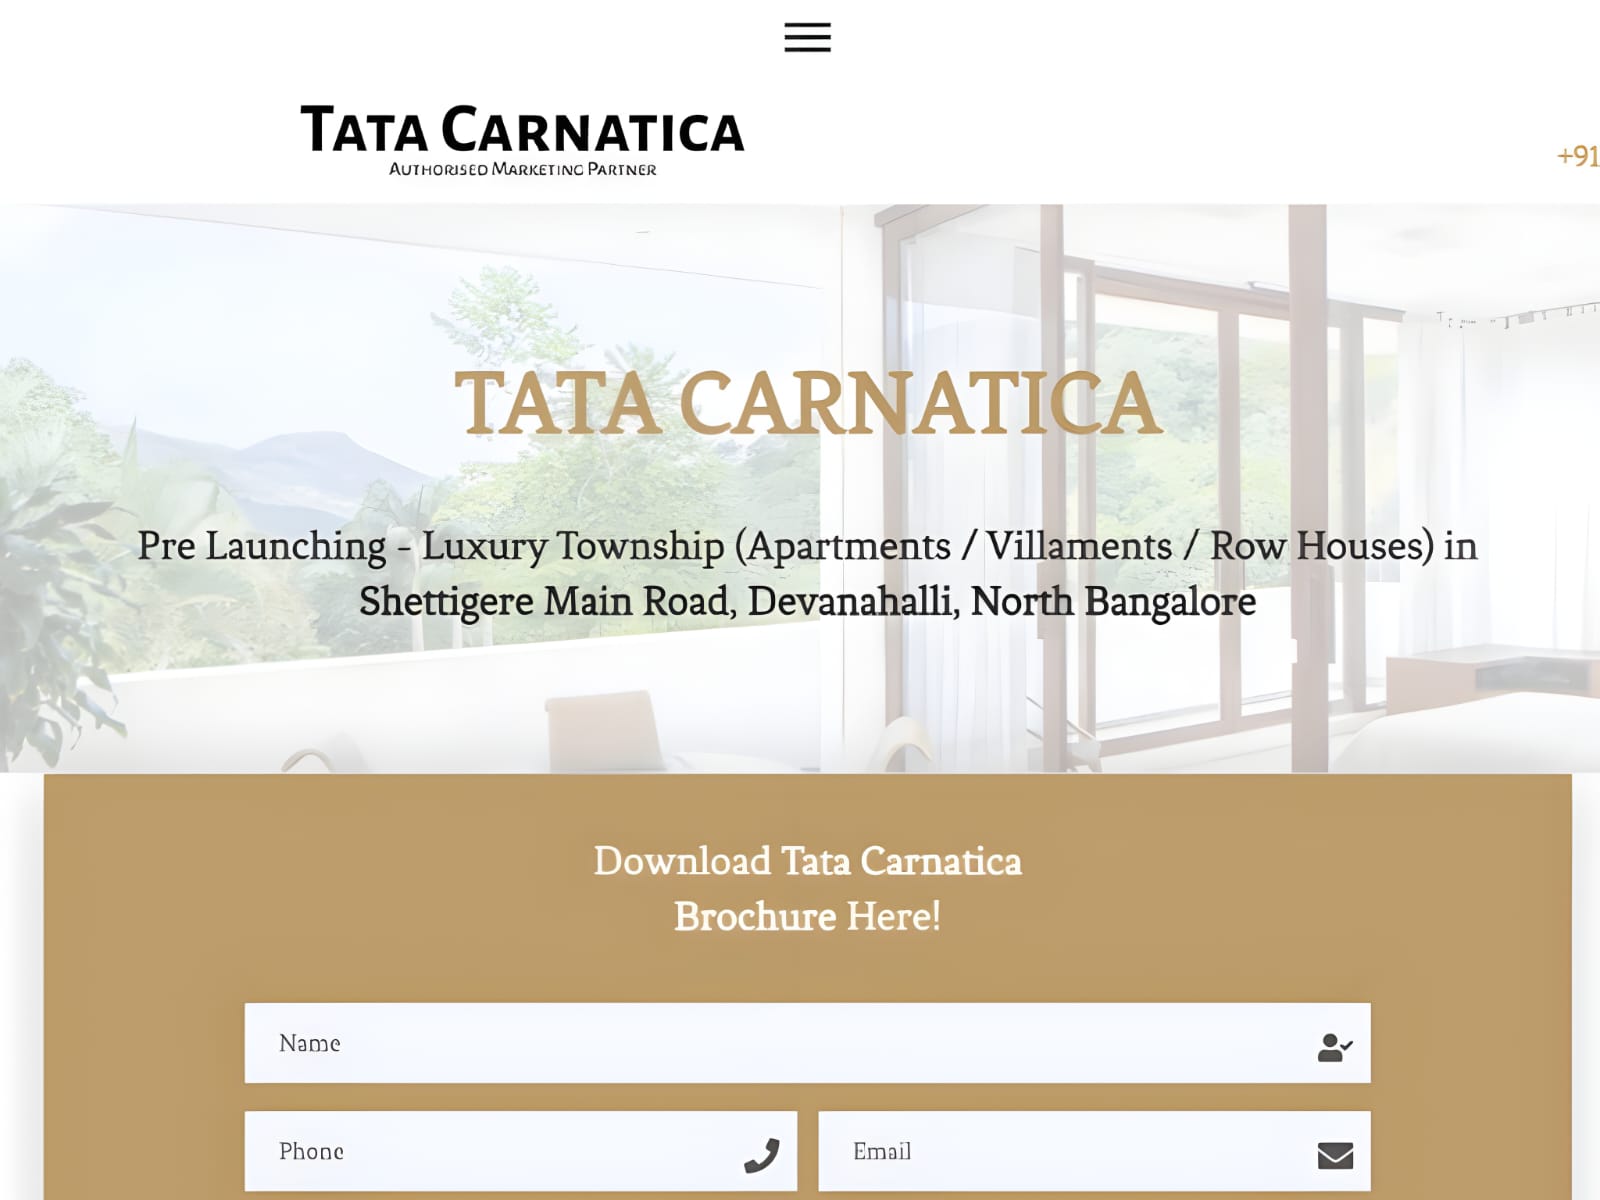 TATA CARNATICA
AUTHORISED MARKETING PARTNER
+91
TATA CARNATICA
Pre Launching - Luxury Township (Apartments / Villaments / Row Houses) in
Shettigere Main Road, Devanahalli, North Bangalore
Download Tata Carnatica
Brochure Here!
Name
Phone
Email